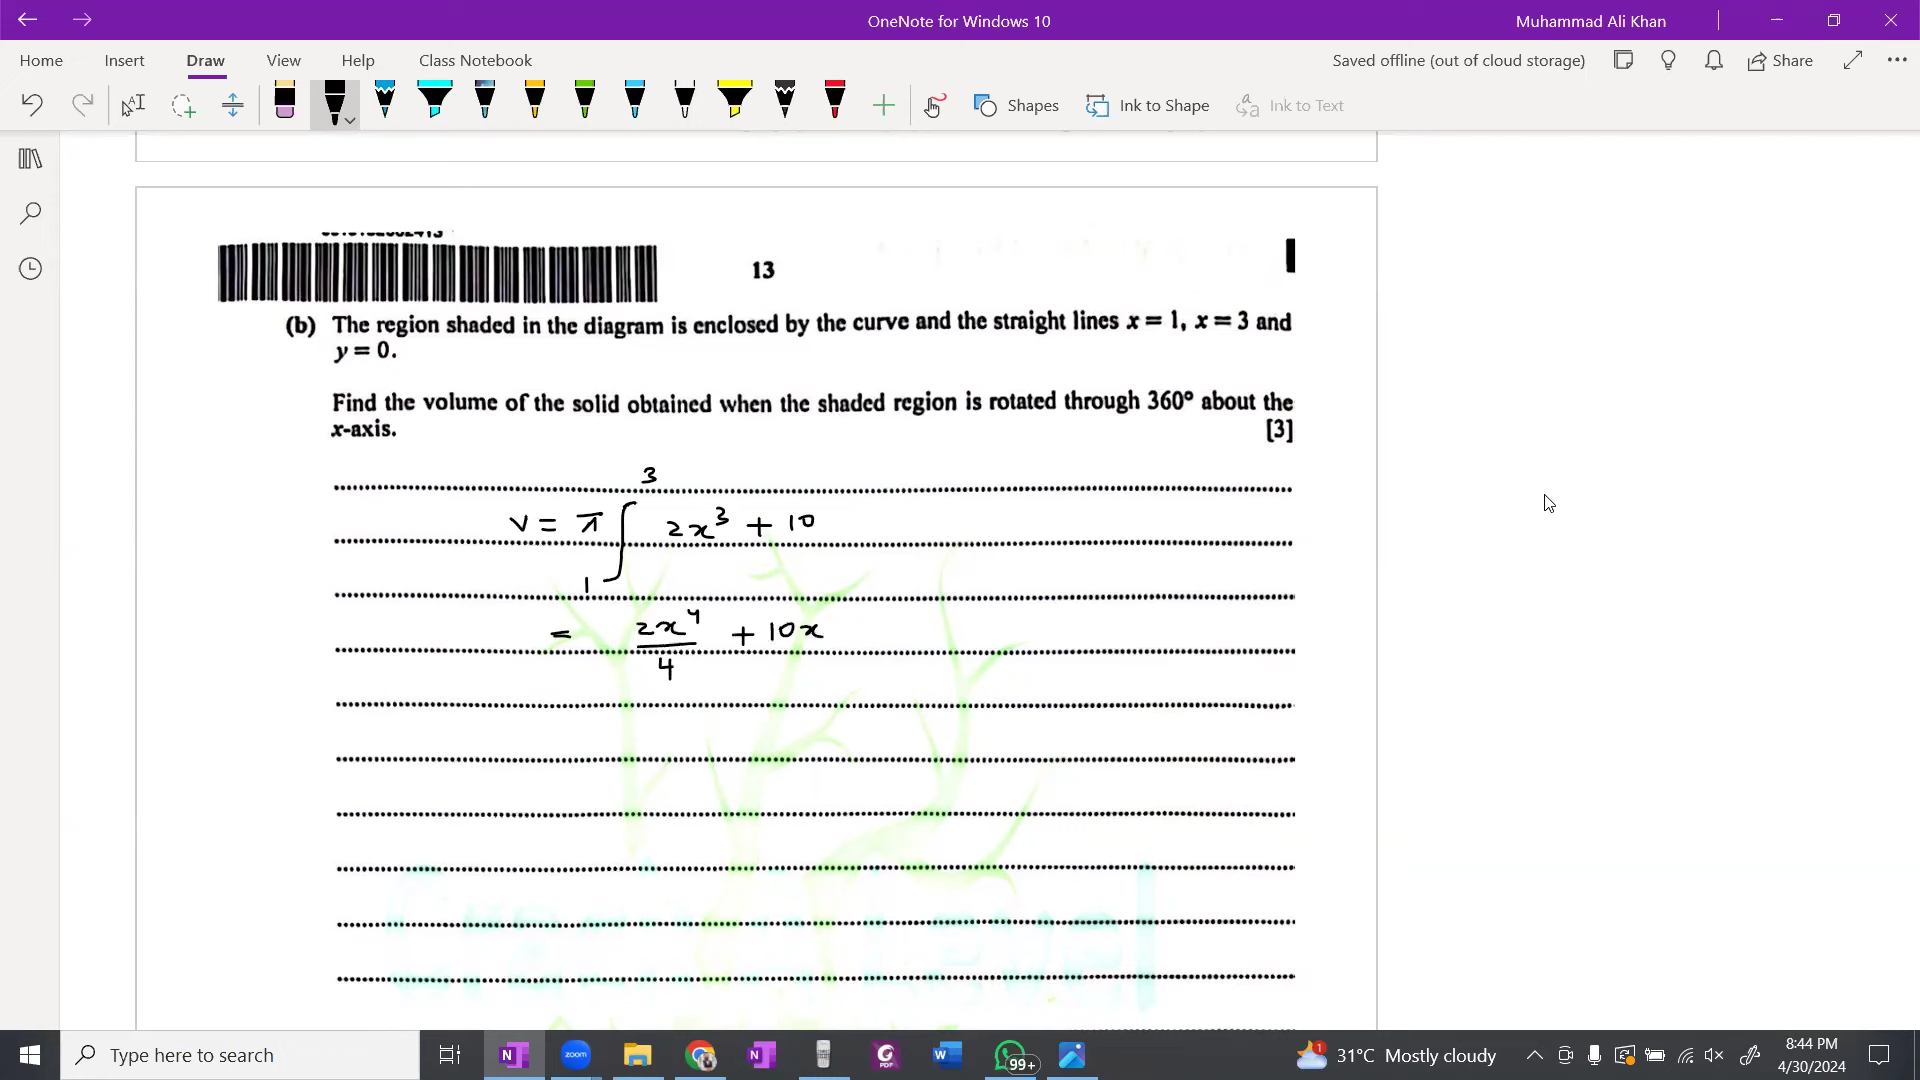 OneNote for Windows 10
Muhammad Ali Khan
Home Insert Draw View Help Class Notebook
Saved offline (out of cloud storage) Share
Shapes Ink to Shape Ink to Text
13
(b) The region shaded in the diagram is enclosed by the curve and the straight lines x = 1, x = 3 and
y = 0.
Find the volume of the solid obtained when the shaded region is rotated through 360° about the
x-axis. [3]
3
V = π ∫ 2x³ + 10
1
= 2x⁴ + 10x
4
Type here to search
zoom
PDF
99+
1
31°C Mostly cloudy
8:44 PM
4/30/2024